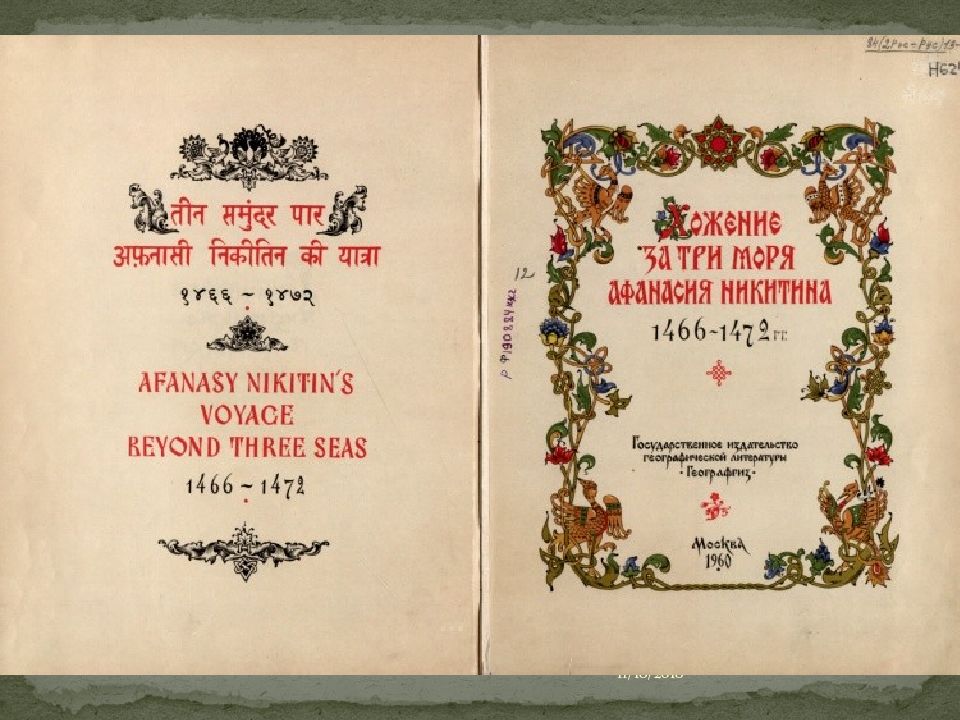 तीन समुंदर पार
अफ़नासी निकीतिन की यात्रा
१४६६ ~ १४७२
AFANASY NIKITIN'S
VOYAGE
BEYOND THREE SEAS
1466 ~ 1472
Хожение
за три моря
Афанасия Никитина
1466~1472 гг.
Государственное издательство
географической литературы
· Географгиз ·
Москва
1960
12